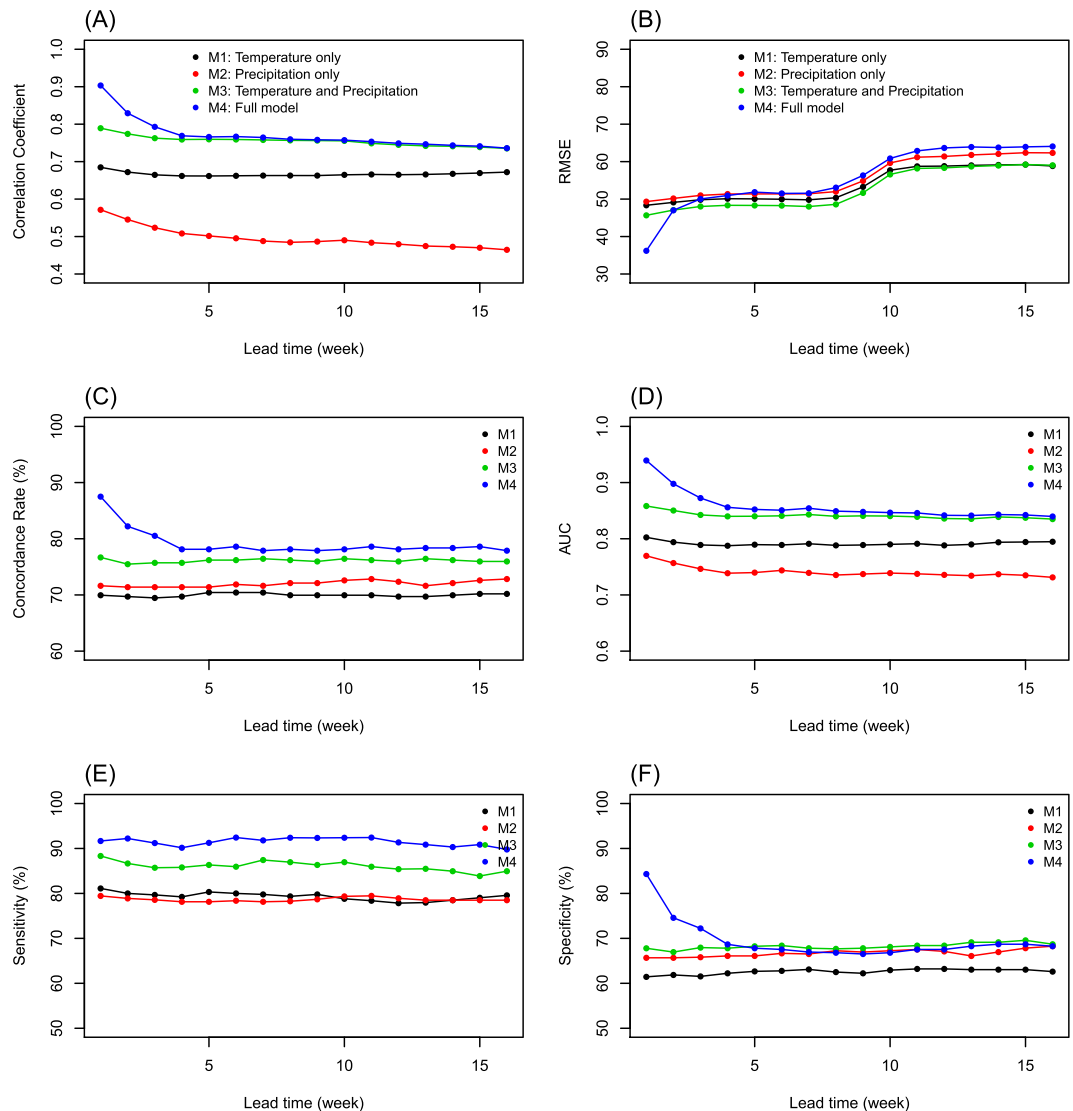 (A)
Correlation Coefficient
1.0
0.9
0.8
0.7
0.6
0.5
0.4
M1: Temperature only
M2: Precipitation only
M3: Temperature and Precipitation
M4: Full model
5 10 15
Lead time (week)
(B)
RMSE
90
80
70
60
50
40
30
M1: Temperature only
M2: Precipitation only
M3: Temperature and Precipitation
M4: Full model
5 10 15
Lead time (week)
(C)
Concordance Rate (%)
100
90
80
70
60
M1
M2
M3
M4
5 10 15
Lead time (week)
(D)
AUC
1.0
0.9
0.8
0.7
0.6
M1
M2
M3
M4
5 10 15
Lead time (week)
(E)
Sensitivity (%)
100
90
80
70
60
50
M1
M2
M3
M4
5 10 15
Lead time (week)
(F)
Specificity (%)
100
90
80
70
60
50
M1
M2
M3
M4
5 10 15
Lead time (week)